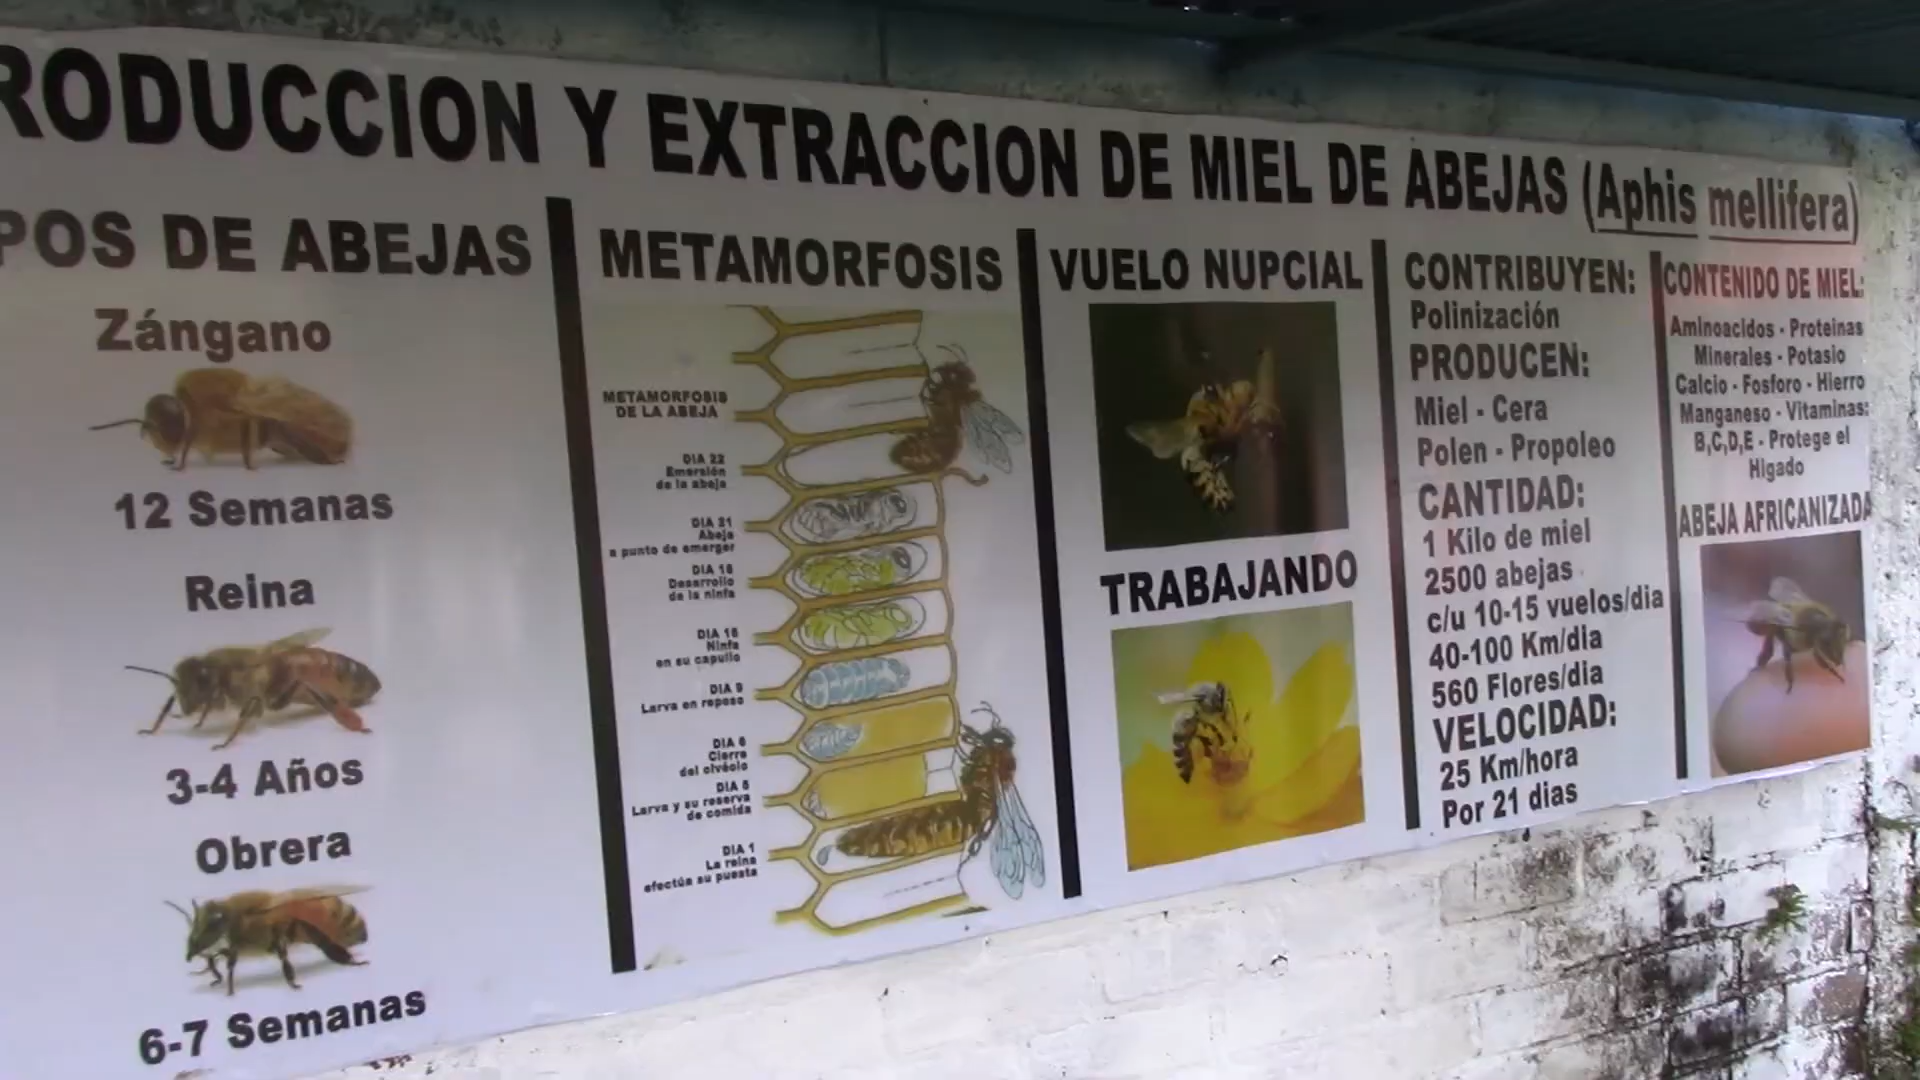 RODUCCION Y EXTRACCION DE MIEL DE ABEJAS (Aphis mellifera)
POS DE ABEJAS
Zángano
12 Semanas
Reina
3-4 Años
Obrera
6-7 Semanas
METAMORFOSIS
METAMORFOSIS
DE LA ABEJA
DIA 22
Emersión
de la abeja
DIA 21
Abeja
a punto de emerger
DIA 18
Desarrollo
de la ninfa
DIA 15
Ninfa
en su capullo
DIA 9
Larva en reposo
DIA 6
Cierre
del olvéolo
DIA 5
Larva y su reserva
de comida
DIA 1
La reina
efectúa su puesta
VUELO NUPCIAL
TRABAJANDO
CONTRIBUYEN:
Polinización
PRODUCEN:
Miel - Cera
Polen - Propoleo
CANTIDAD:
1 Kilo de miel
2500 abejas
c/u 10-15 vuelos/dia
40-100 Km/dia
560 Flores/dia
VELOCIDAD:
25 Km/hora
Por 21 dias
CONTENIDO DE MIEL:
Aminoacidos - Proteinas
Minerales - Potasio
Calcio - Fosforo - Hierro
Manganeso - Vitaminas:
B,C,D,E - Protege el
Higado
ABEJA AFRICANIZADA